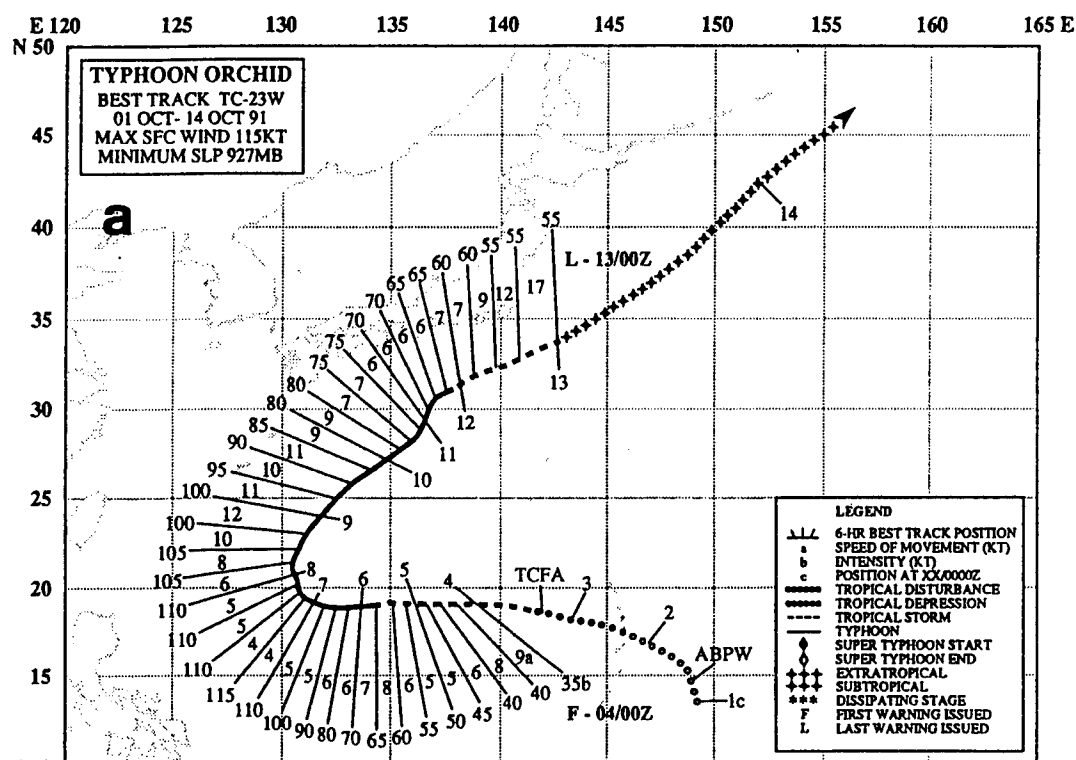 E 120 125 130 135 140 145 150 155 160 165 E
N 50
TYPHOON ORCHID
BEST TRACK TC-23W
01 OCT- 14 OCT 91
MAX SFC WIND 115KT
MINIMUM SLP 927MB
45
a
40
35
30
25
20
15
14
L - 13/00Z
55
55
55
60
60
65
65
70
70
75
75
80
80
85
90
95
100
100
105
105
110
110
110
115
110
100
90
80
70
65
60
55
50
45
40
40
35b
17
12
9
7
7
6
6
6
6
6
7
7
9
9
11
10
11
12
10
8
6
5
5
4
4
5
5
6
6
7
8
6
5
5
6
8
9a
13
12
11
10
9
8
7
6
5
4
TCFA
3
2
ABPW
1c
F - 04/00Z
LEGEND
6-HR BEST TRACK POSITION
a SPEED OF MOVEMENT (KT)
b INTENSITY (KT)
c POSITION AT XX/0000Z
TROPICAL DISTURBANCE
TROPICAL DEPRESSION
TROPICAL STORM
TYPHOON
SUPER TYPHOON START
SUPER TYPHOON END
EXTRATROPICAL
SUBTROPICAL
DISSIPATING STAGE
F FIRST WARNING ISSUED
L LAST WARNING ISSUED